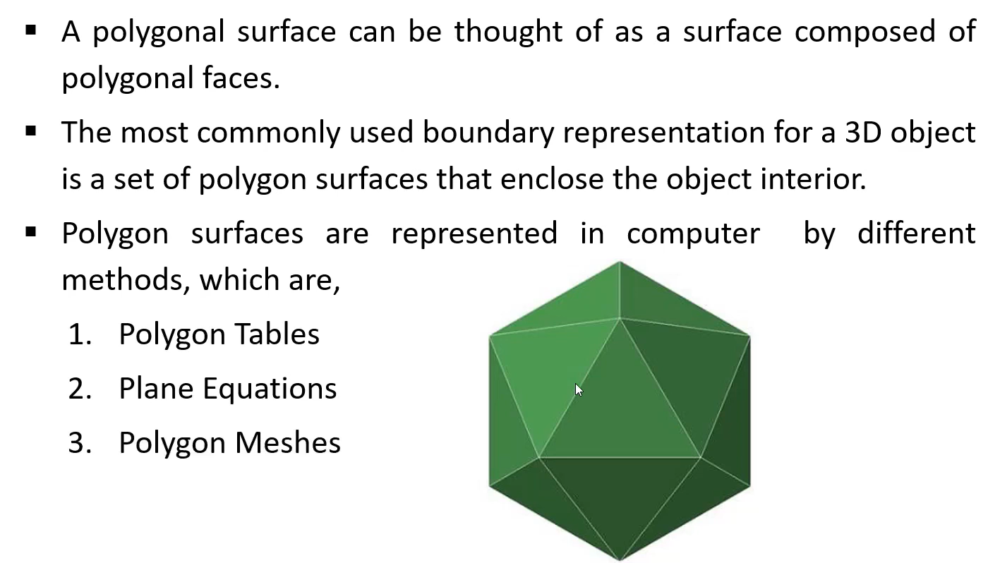 ▪ A polygonal surface can be thought of as a surface composed of
polygonal faces.
▪ The most commonly used boundary representation for a 3D object
is a set of polygon surfaces that enclose the object interior.
▪ Polygon surfaces are represented in computer by different
methods, which are,
1. Polygon Tables
2. Plane Equations
3. Polygon Meshes